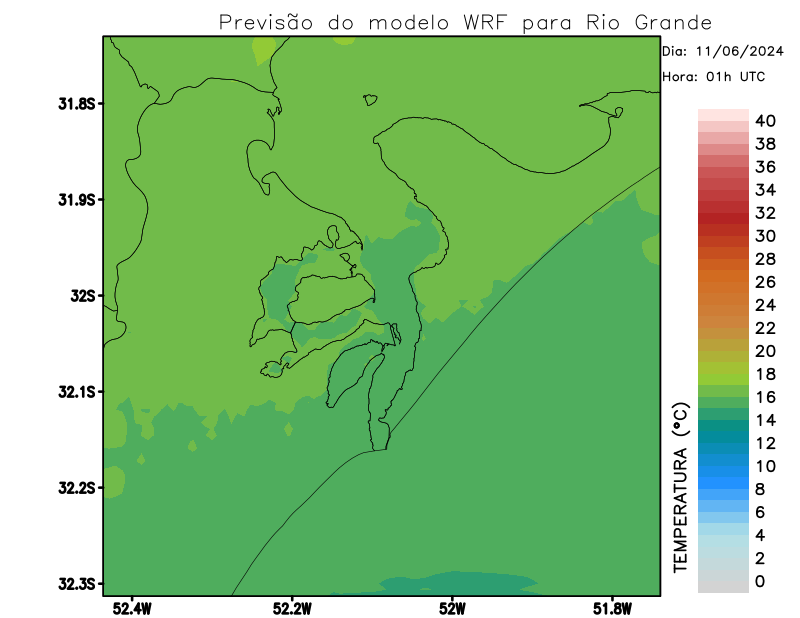 Previsão do modelo WRF para Rio Grande
Dia: 11/06/2024
Hora: 01h UTC
31.8S
31.9S
32S
32.1S
32.2S
32.3S
52.4W
52.2W
52W
51.8W
TEMPERATURA (°C)
40
38
36
34
32
30
28
26
24
22
20
18
16
14
12
10
8
6
4
2
0